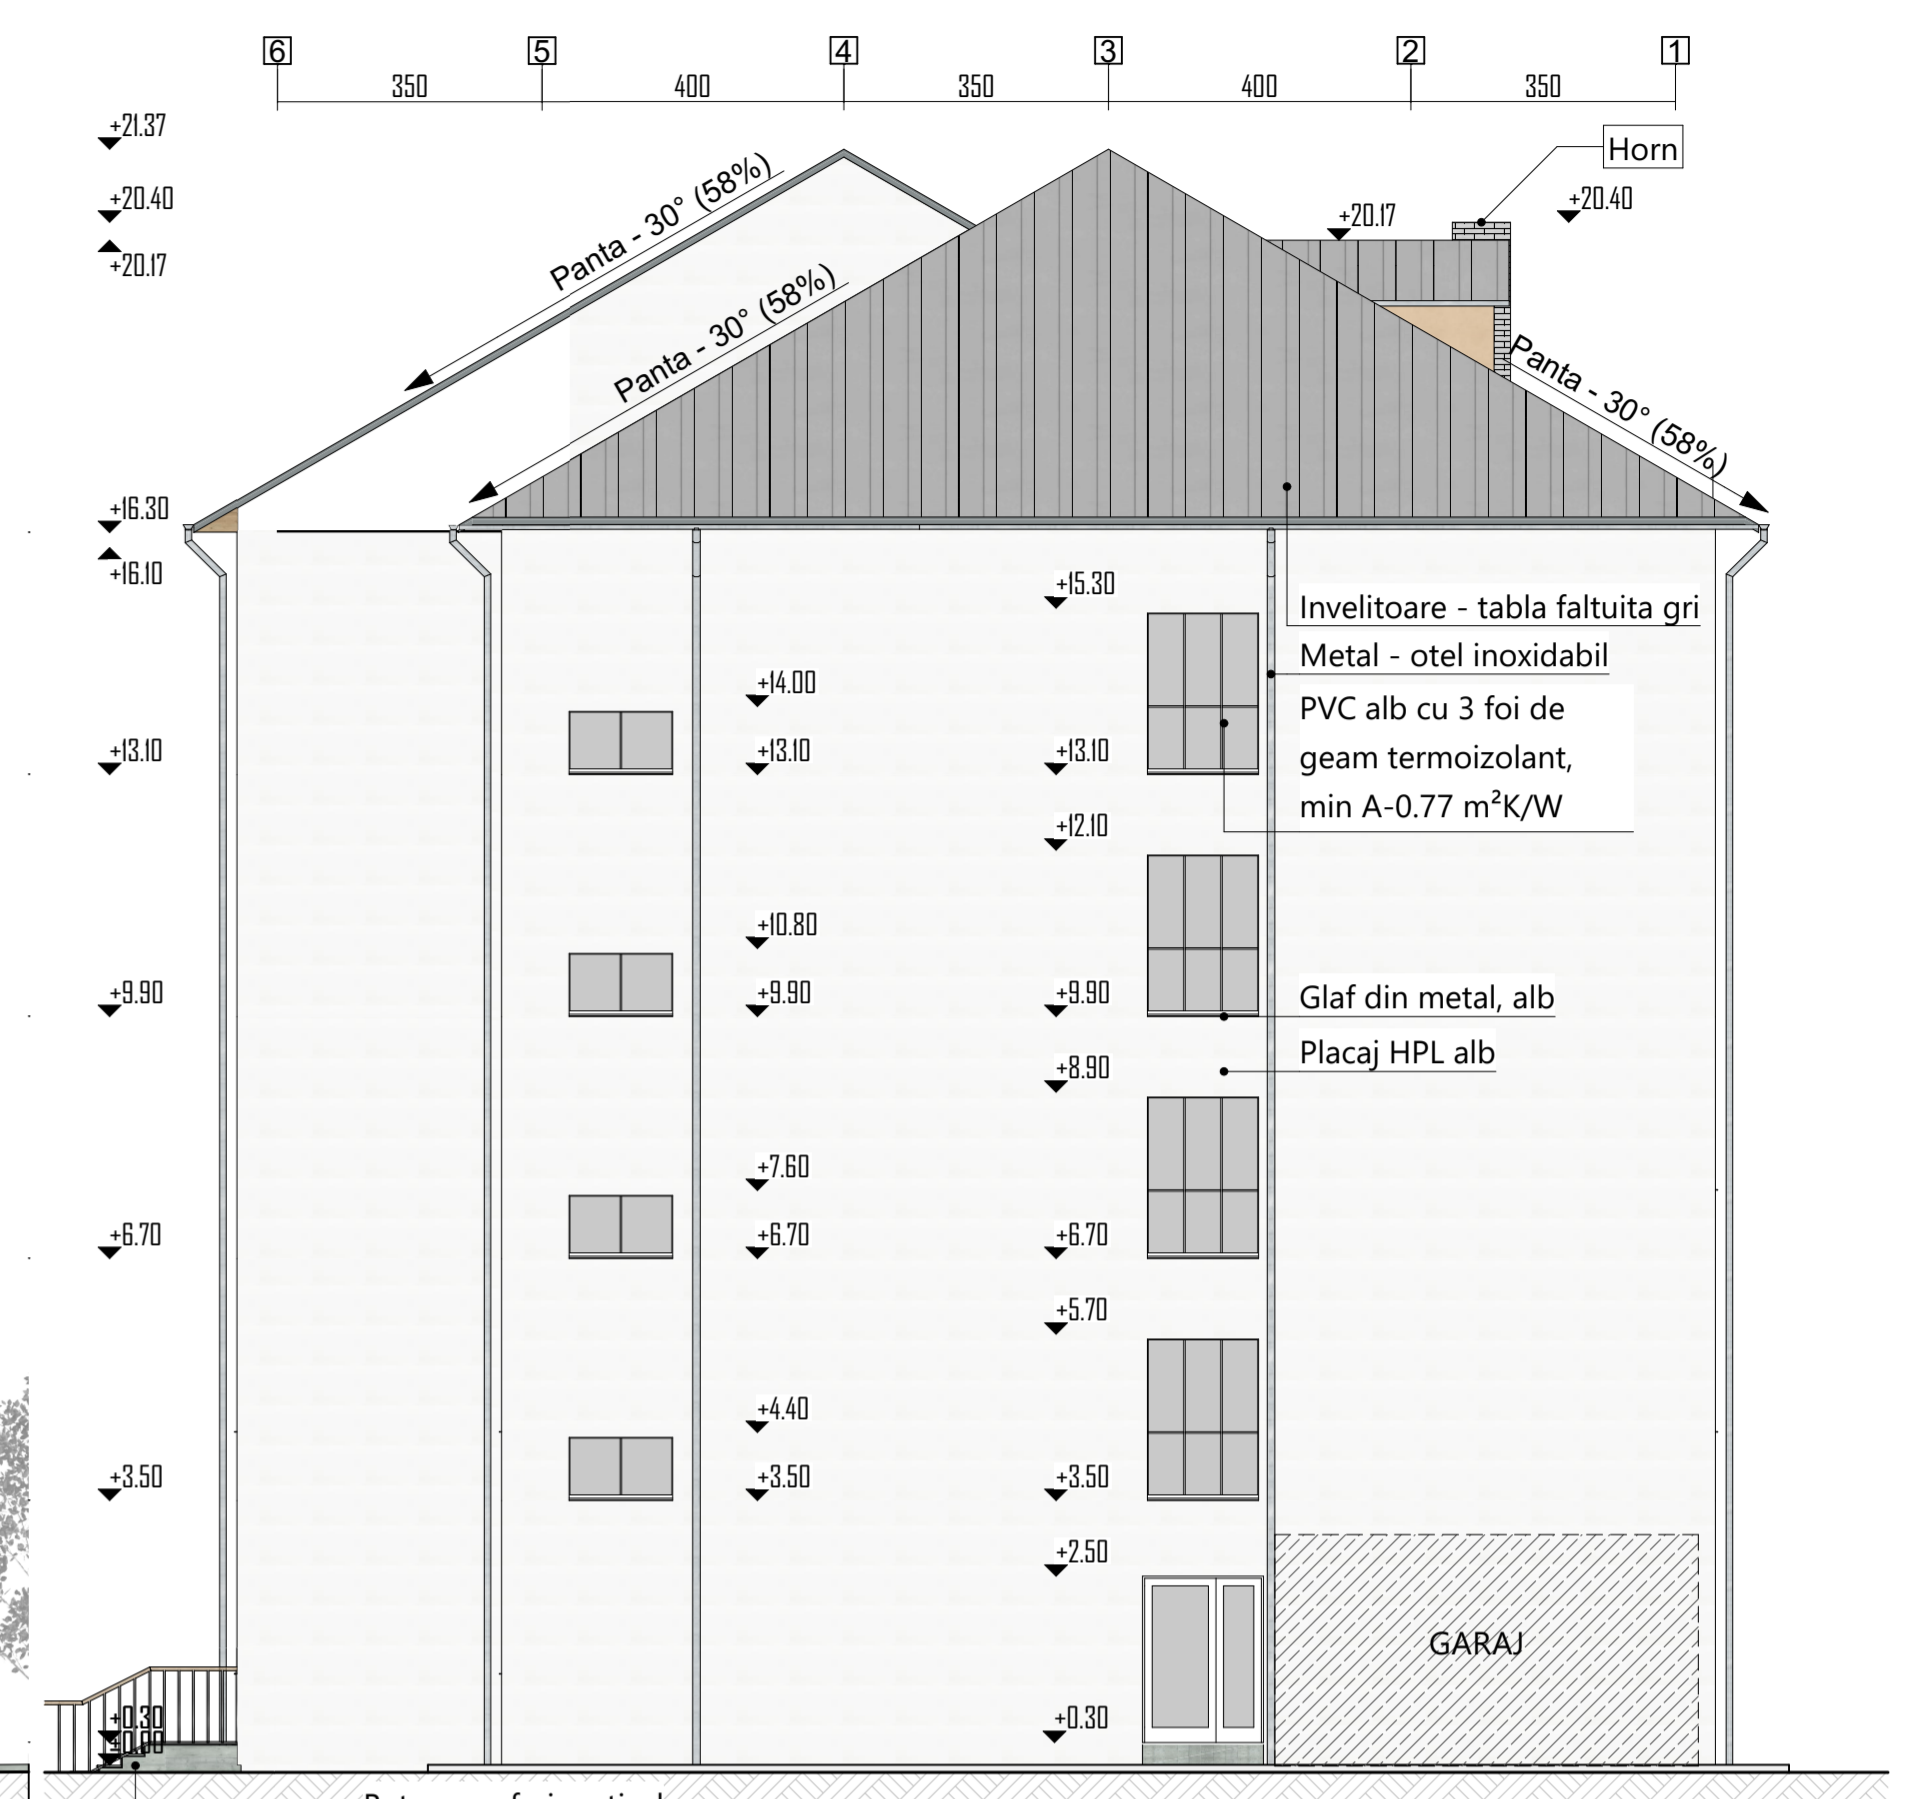 6 5 4 3 2 1
350 400 350 400 350
+21.37
Horn
+20.40
+20.40
+20.17
+20.17
Panta - 30° (58%)
Panta - 30° (58%)
Panta - 30° (58%)
+16.30
+16.10
+15.30
Invelitoare - tabla faltuita gri
Metal - otel inoxidabil
+14.00
PVC alb cu 3 foi de
geam termoizolant,
min A-0.77 m²K/W
+13.10
+13.10
+13.10
+12.10
+10.80
+9.90
+9.90
+9.90
Glaf din metal, alb
Placaj HPL alb
+8.90
+7.60
+6.70
+6.70
+6.70
+5.70
+4.40
+3.50
+3.50
+3.50
+2.50
GARAJ
+0.30
+0.30
±0.00